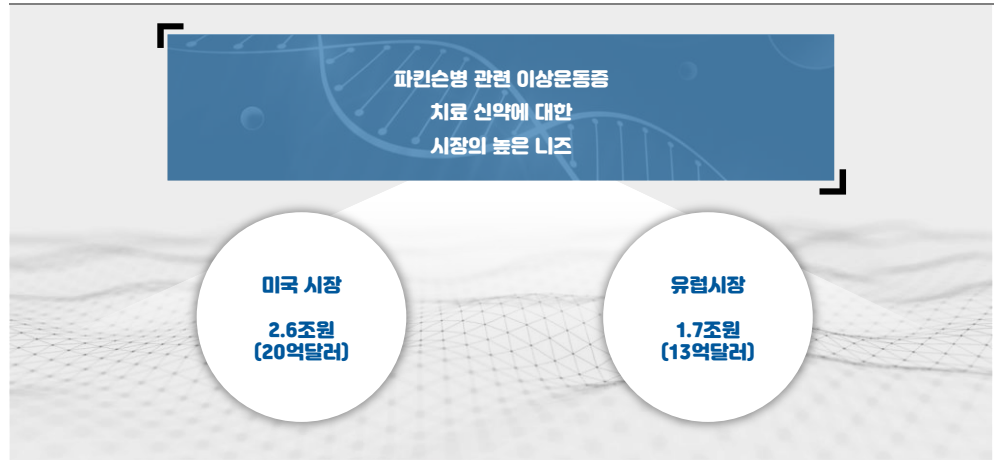 파킨슨병 관련 이상운동증
치료 신약에 대한
시장의 높은 니즈
미국 시장
2.6조원
(20억달러)
유럽시장
1.7조원
(13억달러)